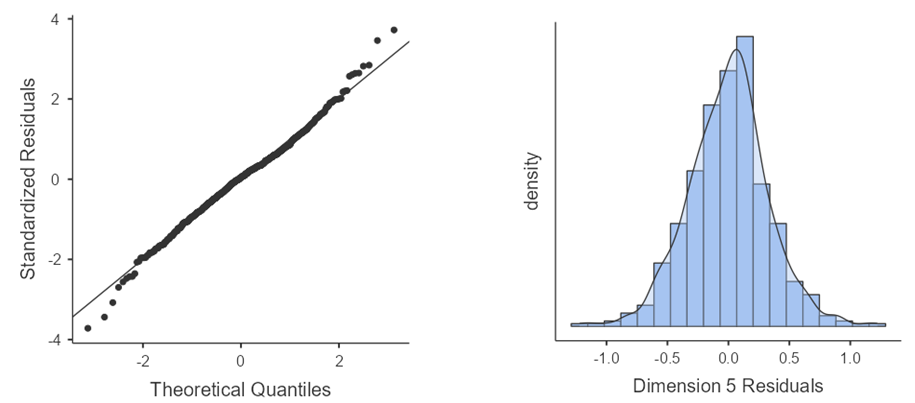 4
2
0
-2
-4
Standardized Residuals
-2 0 2
Theoretical Quantiles
density
-1.0 -0.5 0.0 0.5 1.0
Dimension 5 Residuals